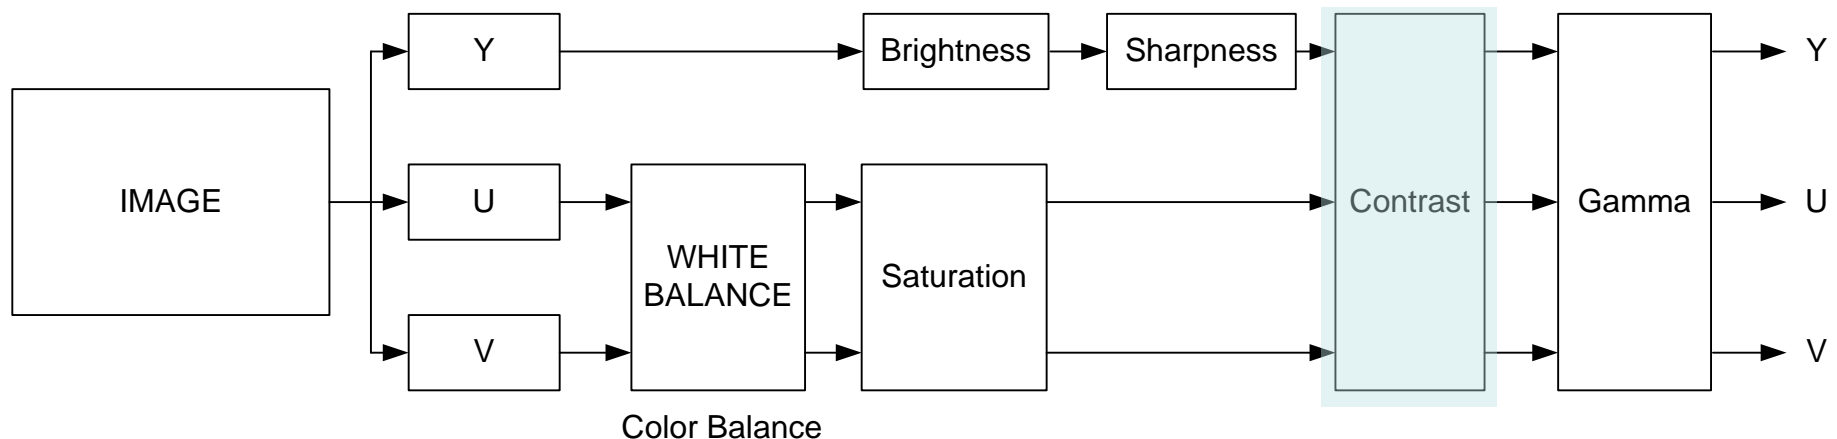 Y
Brightness
Sharpness
Y
IMAGE
U
Contrast
Gamma
U
WHITE
BALANCE
Saturation
V
V
Color Balance